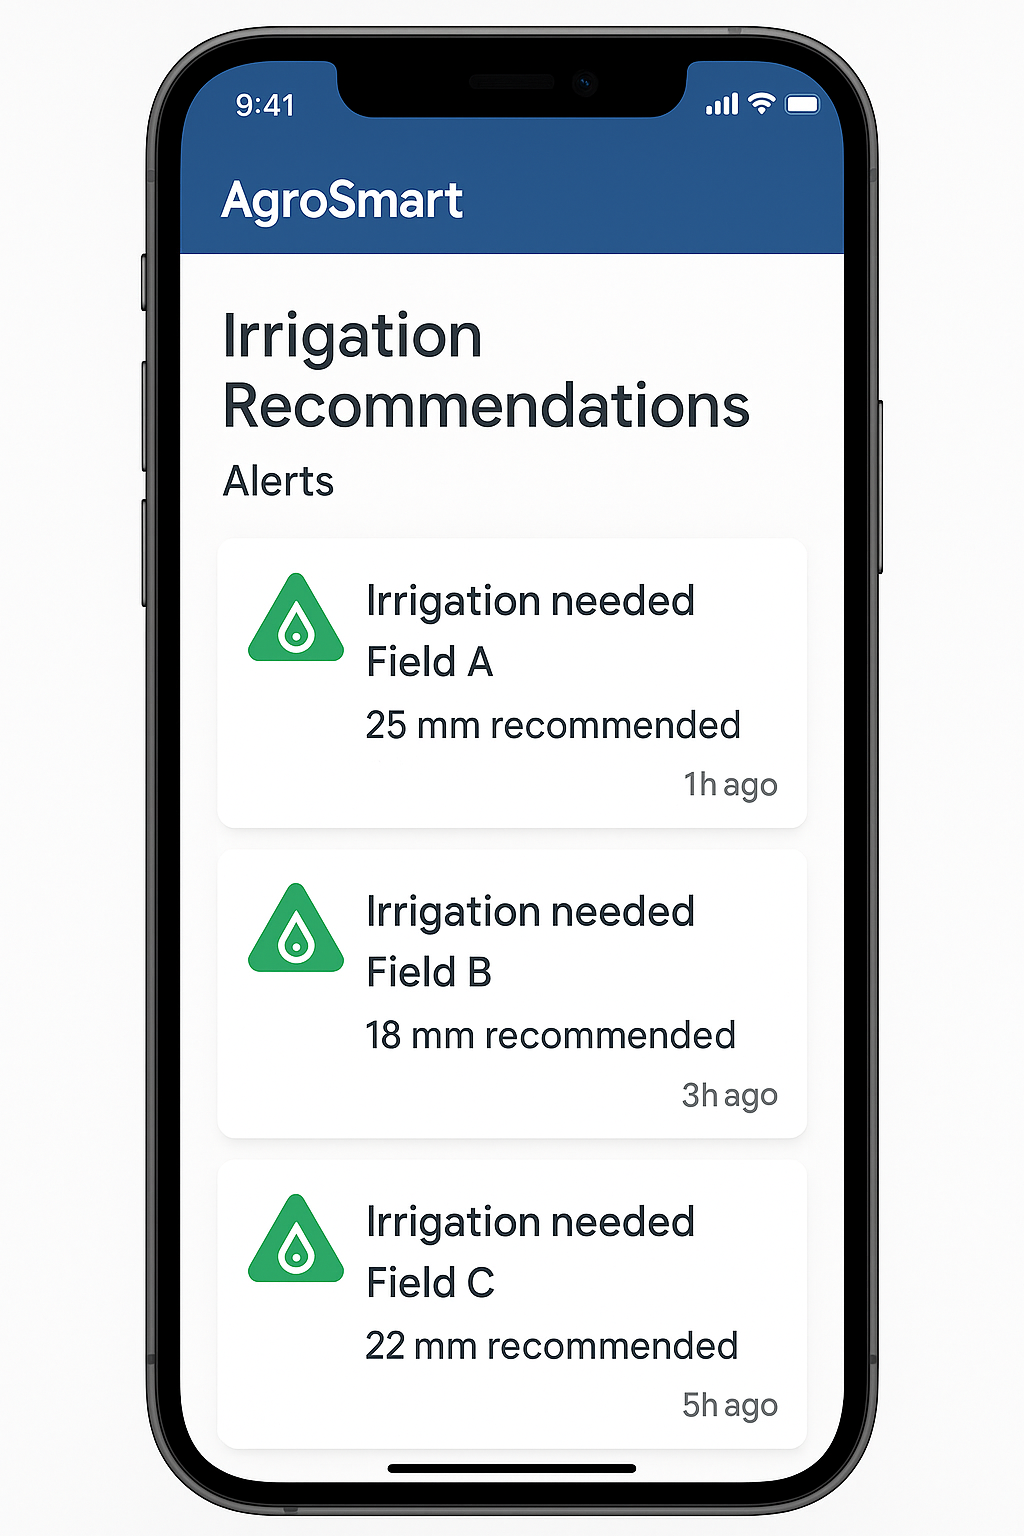 9:41
AgroSmart
Irrigation
Recommendations
Alerts
Irrigation needed
Field A
25 mm recommended
1h ago
Irrigation needed
Field B
18 mm recommended
3h ago
Irrigation needed
Field C
22 mm recommended
5h ago